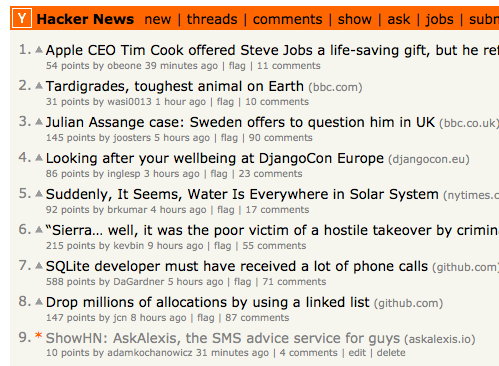 Y Hacker News new | threads | comments | show | ask | jobs |
1. Apple CEO Tim Cook offered Steve Jobs a life-saving gift, but he
54 points by obeone 39 minutes ago | flag | 11 comments
2. Tardigrades, toughest animal on Earth (bbc.com)
31 points by wasi0013 1 hour ago | flag | 10 comments
3. Julian Assange case: Sweden offers to question him in UK (bbc.co.uk)
145 points by joosters 5 hours ago | flag | 90 comments
4. Looking after your wellbeing at DjangoCon Europe (djangocon.eu)
86 points by inglesp 3 hours ago | flag | 23 comments
5. Suddenly, It Seems, Water Is Everywhere in Solar System (nytimes.c
92 points by brkumar 4 hours ago | flag | 17 comments
6. “Sierra… well, it was the poor victim of a hostile takeover by crimin
215 points by kevbin 9 hours ago | flag | 55 comments
7. SQLite developer must have received a lot of phone calls (github.com)
588 points by DaGardner 5 hours ago | flag | 71 comments
8. Drop millions of allocations by using a linked list (github.com)
147 points by jcn 8 hours ago | flag | 87 comments
9. * ShowHN: AskAlexis, the SMS advice service for guys (askalexis.io)
10 points by adamkochanowicz 31 minutes ago | 4 comments | edit | delete